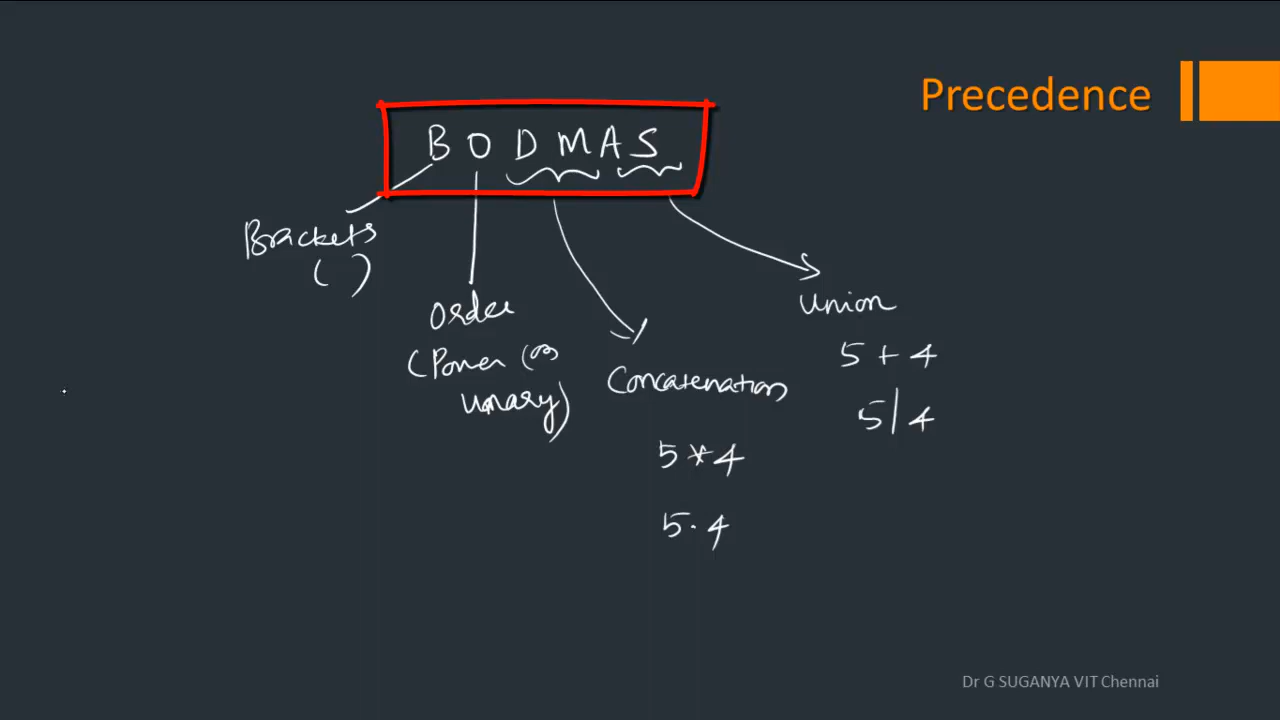 Precedence
B O D M A S
Brackets
( )
Order
(Power (or)
Unary)
Concatenation
5 * 4
5 . 4
Union
5 + 4
5 | 4
Dr G SUGANYA VIT Chennai